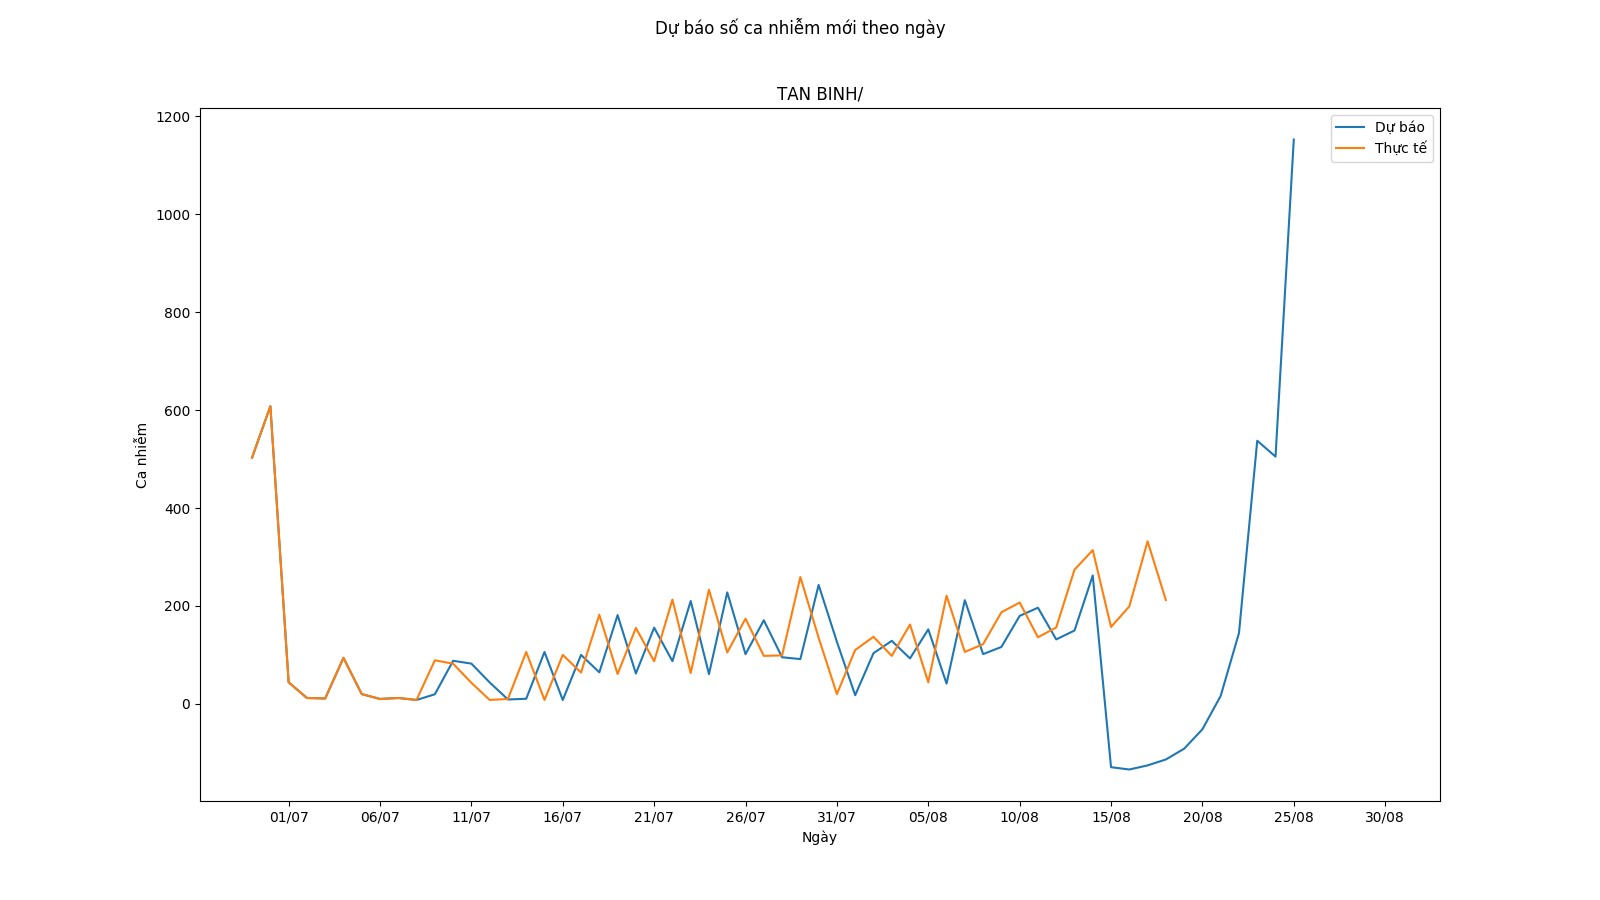 Dự báo số ca nhiễm mới theo ngày
TAN BINH/
Dự báo
Thực tế
1200
1000
800
600
400
200
0
Ca nhiễm
01/07 06/07 11/07 16/07 21/07 26/07 31/07 05/08 10/08 15/08 20/08 25/08 30/08
Ngày